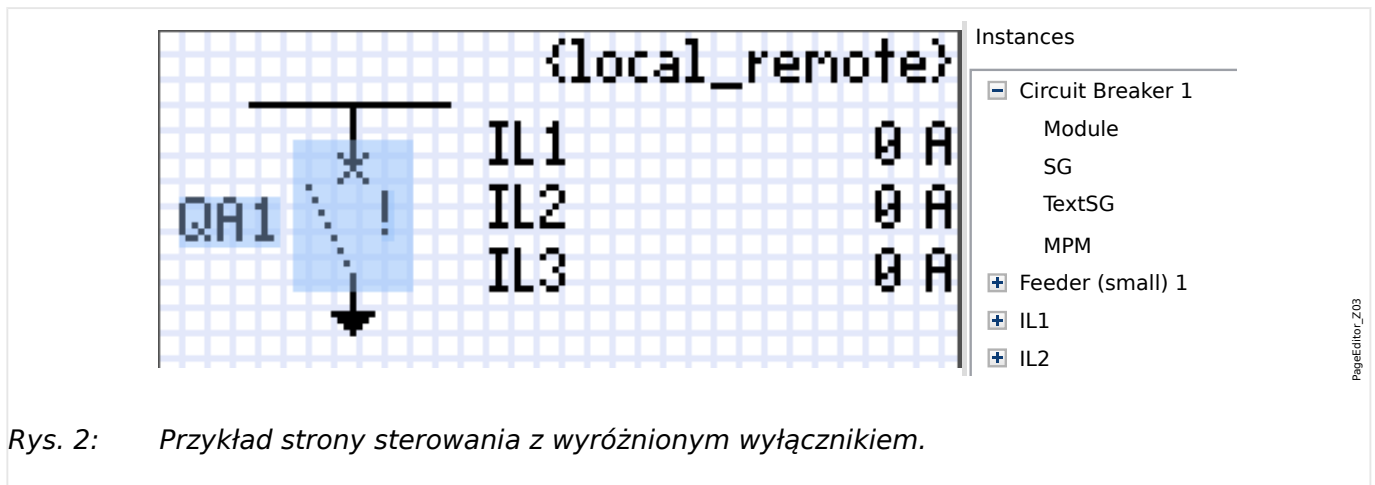 {local_remote}
IL1 0 A
QA1 ! IL2 0 A
IL3 0 A
Instances
Circuit Breaker 1
Module
SG
TextSG
MPM
Feeder (small) 1
IL1
IL2
PageEditor_Z03
Rys. 2: Przykład strony sterowania z wyróżnionym wyłącznikiem.